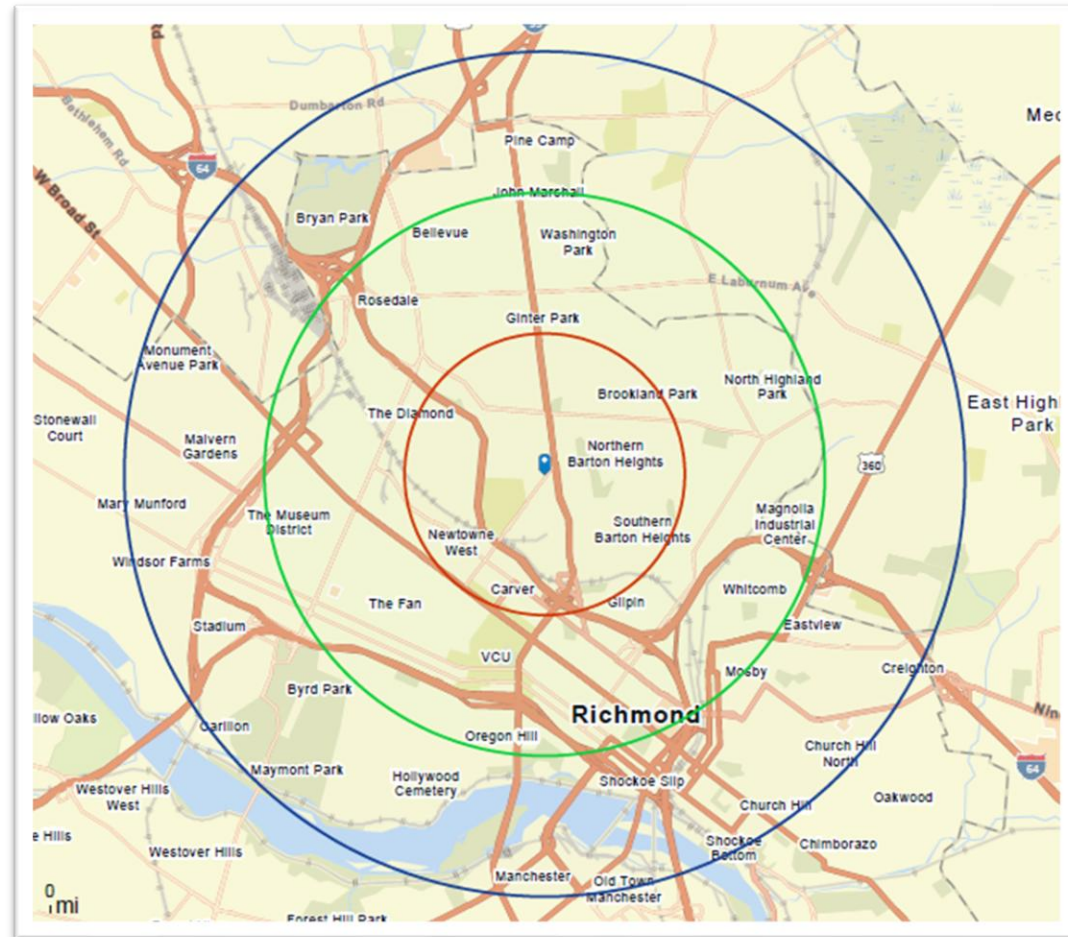 Dumbarton Rd
Bethlehem Rd
Pine Camp
64
W Broad St
John Marshall
Bryan Park
Bellevue
Washington
Park
E Laburnum Ave
Rosedale
Ginter Park
Monument
Avenue Park
Brookland Park
North Highland
Park
East High
Park
Stonewall
Court
The Diamond
Malvern
Gardens
Northern
Barton Heights
360
Mary Munford
The Museum
District
Magnolia
Industrial
Center
Southern
Barton Heights
Newtowne
West
Windsor Farms
Carver
Gilpin
Whitcomb
The Fan
Stadium
Eastview
VCU
Mosby
Creighton
Byrd Park
Richmond
Carillon
Oregon Hill
Church Hill
North
64
Maymont Park
Hollywood
Cemetery
Shockoe Slip
Westover Hills
West
Church Hill
Oakwood
Shockoe
Bottom
Chimborazo
Westover Hills
e Hills
llow Oaks
Manchester
Old Town
Manchester
Forest Hill Park
0
mi